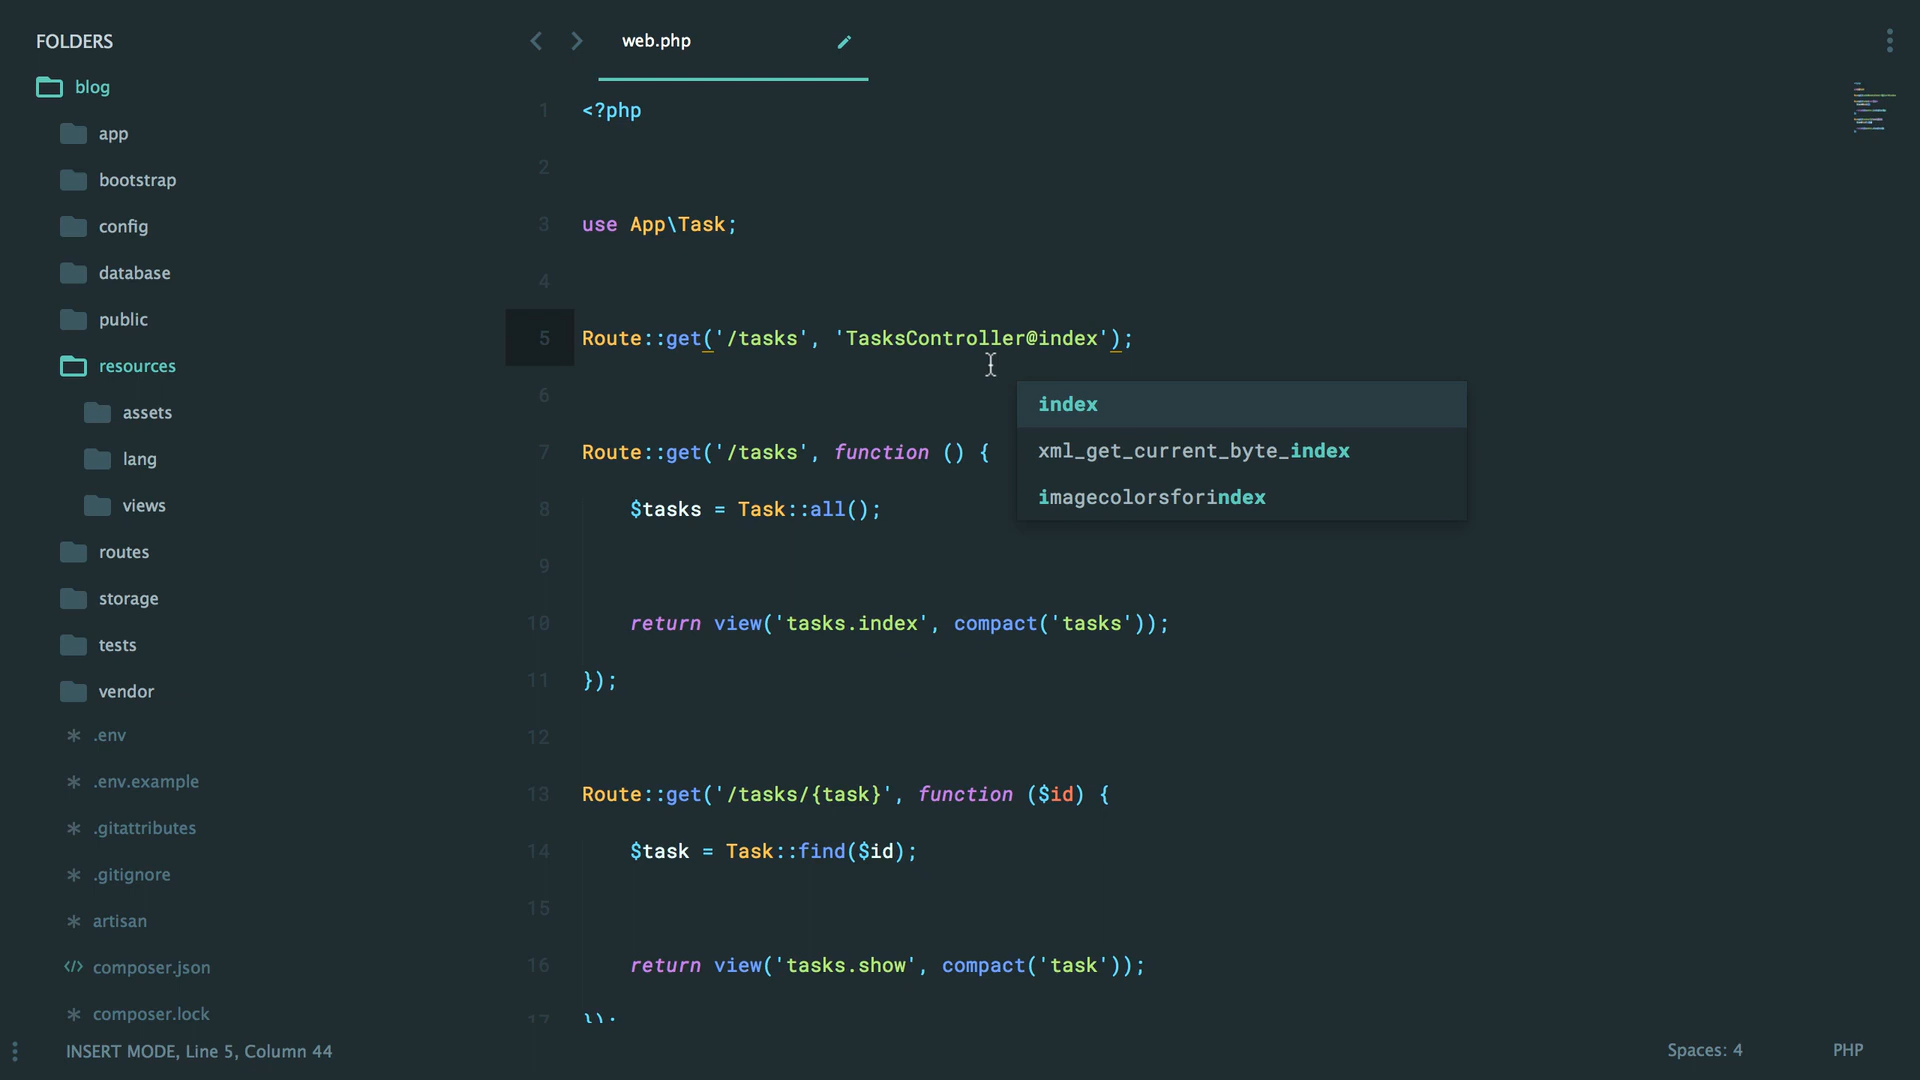 FOLDERS
blog
app
bootstrap
config
database
public
resources
assets
lang
views
routes
storage
tests
vendor
.env
.env.example
.gitattributes
.gitignore
artisan
composer.json
composer.lock
web.php
1 <?php
2
3 use App\Task;
4
5 Route::get('/tasks', 'TasksController@index');
6
7 Route::get('/tasks', function () {
8 $tasks = Task::all();
9
10 return view('tasks.index', compact('tasks'));
11 });
12
13 Route::get('/tasks/{task}', function ($id) {
14 $task = Task::find($id);
15
16 return view('tasks.show', compact('task'));
17 });
index
xml_get_current_byte_index
imagecolorsforindex
INSERT MODE, Line 5, Column 44
Spaces: 4
PHP